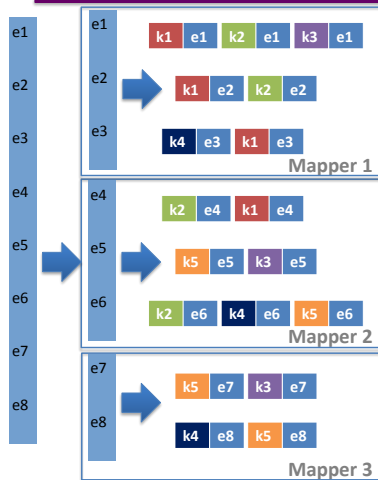 e1
e2
e3
e4
e5
e6
e7
e8
e1
k1 e1 k2 e1 k3 e1
e2
k1 e2 k2 e2
e3
k4 e3 k1 e3
Mapper 1
e4
k2 e4 k1 e4
e5
k5 e5 k3 e5
e6
k2 e6 k4 e6 k5 e6
Mapper 2
e7
k5 e7 k3 e7
e8
k4 e8 k5 e8
Mapper 3